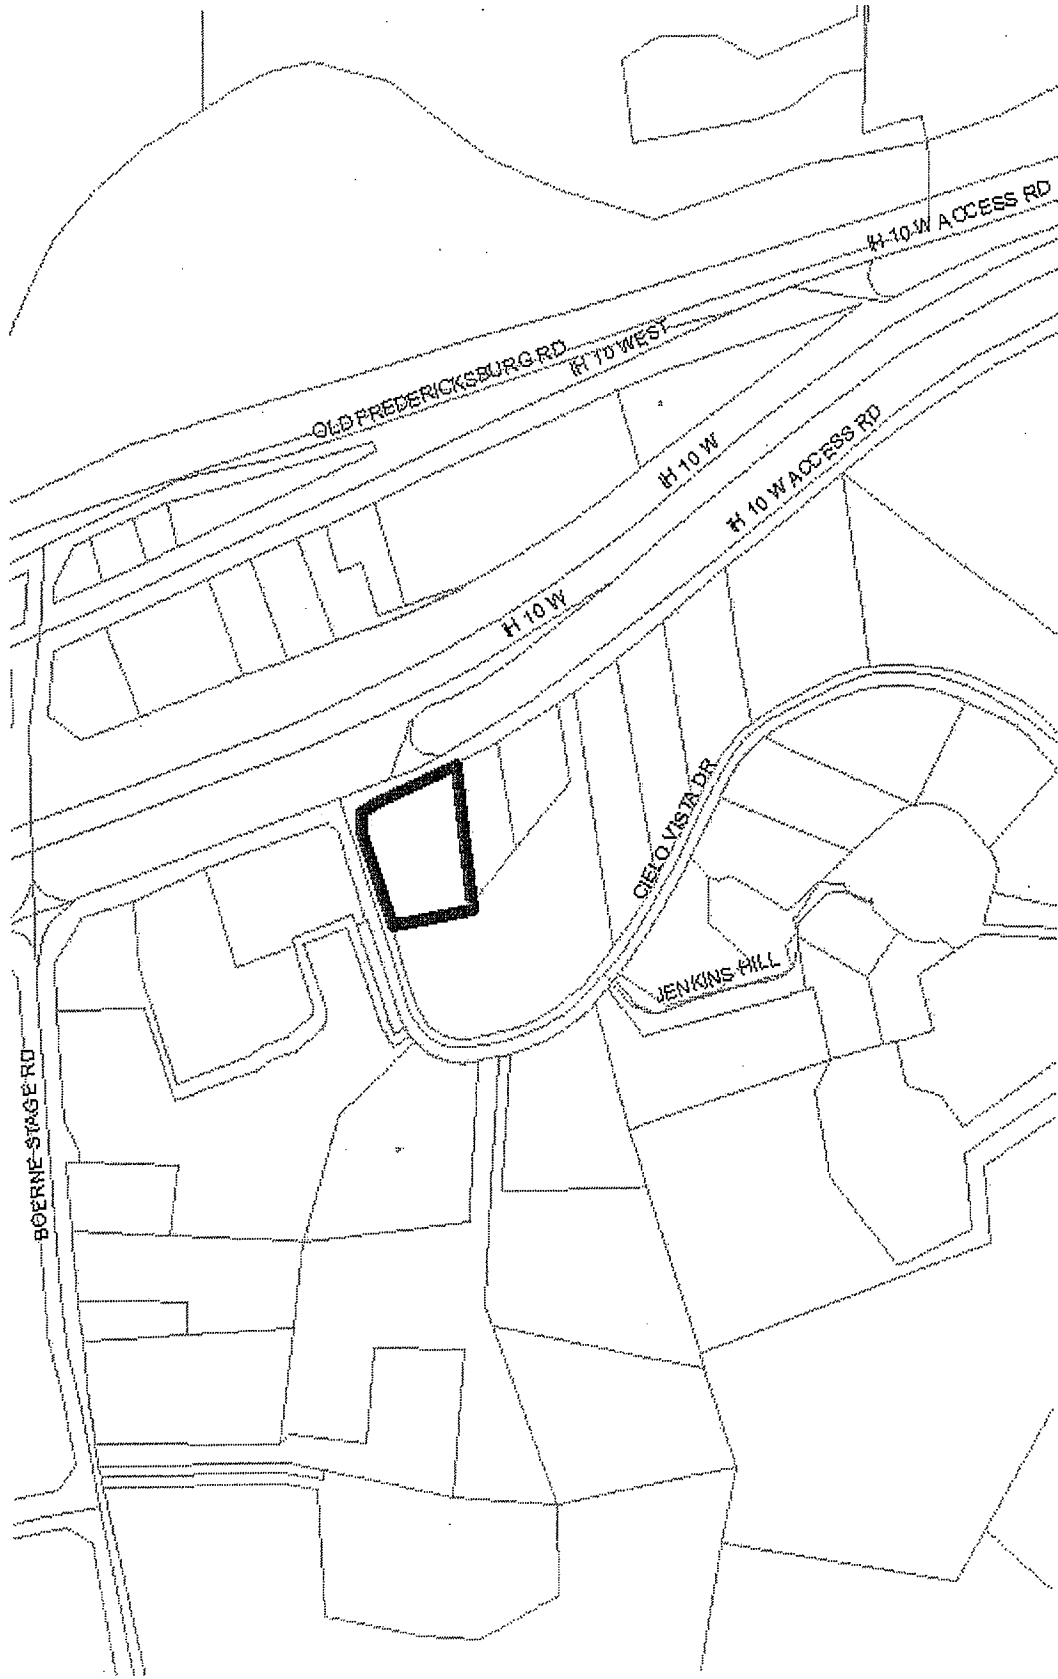 IH 10 W ACCESS RD
OLD FREDERICKSBURG RD
IH 10 WEST
IH 10 W
IH 10 W ACCESS RD
IH 10 W
CIELO VISTA DR
JENKINS HILL
BOERNE STAGE RD